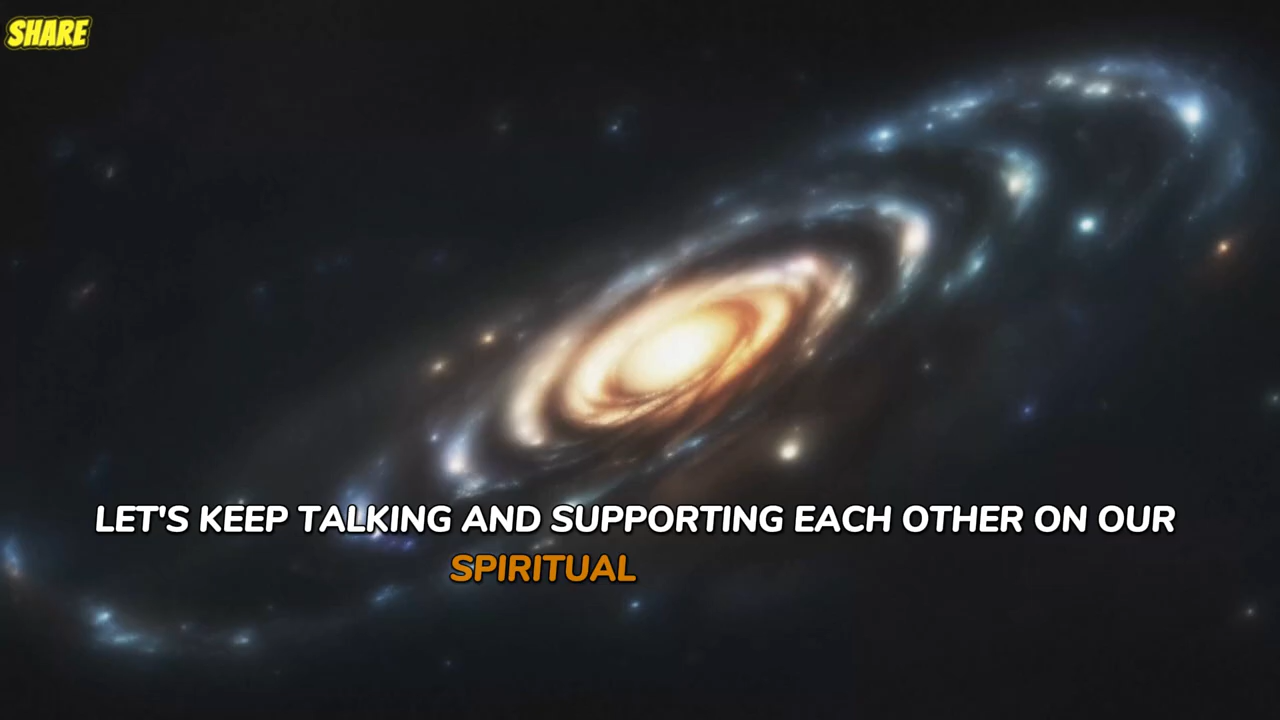 SHARE
LET'S KEEP TALKING AND SUPPORTING EACH OTHER ON OUR
SPIRITUAL